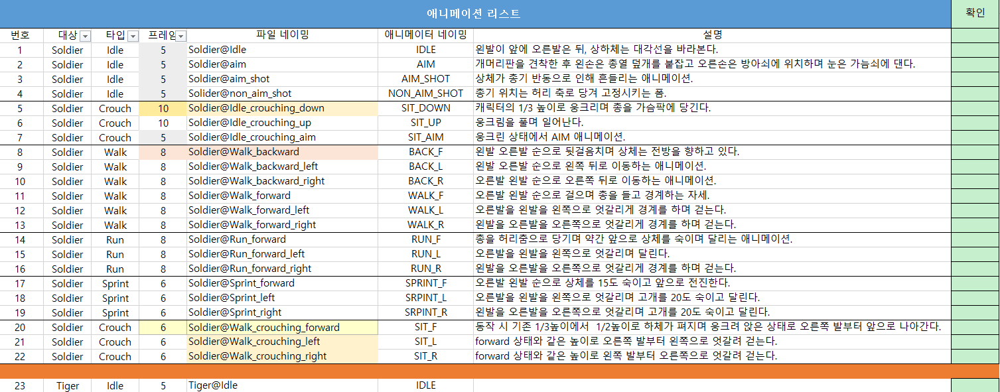 애니메이션 리스트 확인
번호 대상 타입 프레임 파일 네이밍 애니메이터 네이밍 설명
1 Soldier Idle 5 Soldier@Idle IDLE 왼발이 앞에 오른발은 뒤, 상하체는 대각선을 바라본다.
2 Soldier Idle 5 Soldier@aim AIM 개머리판을 견착한 후 왼손은 총열 덮개를 붙잡고 오른손은 방아쇠에 위치하며 눈은 가늠쇠에 댄다.
3 Soldier Idle 5 Soldier@aim_shot AIM_SHOT 상체가 총기 반동으로 인해 흔들리는 애니메이션.
4 Soldier Idle 5 Solider@non_aim_shot NON_AIM_SHOT 총기 위치는 허리 축로 당겨 고정시키는 폼.
5 Soldier Crouch 10 Soldier@Idle_crouching_down SIT_DOWN 캐릭터의 1/3 높이로 웅크리며 총을 가슴팍에 당긴다.
6 Soldier Crouch 10 Soldier@Idle_crouching_up SIT_UP 웅크림을 풀며 일어난다.
7 Soldier Crouch 5 Soldier@Idle_crouching_aim SIT_AIM 웅크린 상태에서 AIM 애니메이션.
8 Soldier Walk 8 Soldier@Walk_backward BACK_F 왼발 오른발 순으로 뒷걸음치며 상체는 전방을 향하고 있다.
9 Soldier Walk 8 Soldier@Walk_backward_left BACK_L 왼발 오른발 순으로 왼쪽 뒤로 이동하는 애니메이션.
10 Soldier Walk 8 Soldier@Walk_backward_right BACK_R 오른발 왼발 순으로 오른쪽 뒤로 이동하는 애니메이션.
11 Soldier Walk 8 Soldier@Walk_forward WALK_F 오른발 왼발 순으로 걸으며 총을 들고 경계하는 자세.
12 Soldier Walk 8 Soldier@Walk_forward_left WALK_L 오른발을 왼발을 왼쪽으로 엇갈리게 경계를 하며 걷는다.
13 Soldier Walk 8 Soldier@Walk_forward_right WALK_R 왼발을 오른발을 오른쪽으로 엇갈리게 경계를 하며 걷는다.
14 Soldier Run 8 Soldier@Run_forward RUN_F 총을 허리춤으로 당기며 약간 앞으로 상체를 숙이며 달리는 애니메이션.
15 Soldier Run 8 Soldier@Run_forward_left RUN_L 오른발을 왼발을 왼쪽으로 엇갈리며 달린다.
16 Soldier Run 8 Soldier@Run_forward_right RUN_R 왼발을 오른발을 오른쪽으로 엇갈리게 경계를 하며 걷는다.
17 Soldier Sprint 6 Soldier@Sprint_forward SPRINT_F 오른발 왼발 순으로 상체를 15도 숙이고 앞으로 전진한다.
18 Soldier Sprint 6 Soldier@Sprint_left SRPINT_L 오른발을 왼발을 왼쪽으로 엇갈리며 고개를 20도 숙이고 달린다.
19 Soldier Sprint 6 Soldier@Sprint_right SRPINT_R 왼발을 오른발을 오른쪽으로 엇갈리며 고개를 20도 숙이고 달린다.
20 Soldier Crouch 6 Soldier@Walk_crouching_forward SIT_F 동작 시 기존 1/3높이에서 1/2높이로 하체가 펴지며 웅크려 앉은 상태로 오른쪽 발부터 앞으로 나아간다.
21 Soldier Crouch 6 Soldier@Walk_crouching_left SIT_L forward 상태와 같은 높이로 오른쪽 발부터 왼쪽으로 엇갈려 걷는다.
22 Soldier Crouch 6 Soldier@Walk_crouching_right SIT_R forward 상태와 같은 높이로 왼쪽 발부터 오른쪽으로 엇갈려 걷는다.
23 Tiger Idle 5 Tiger@Idle IDLE